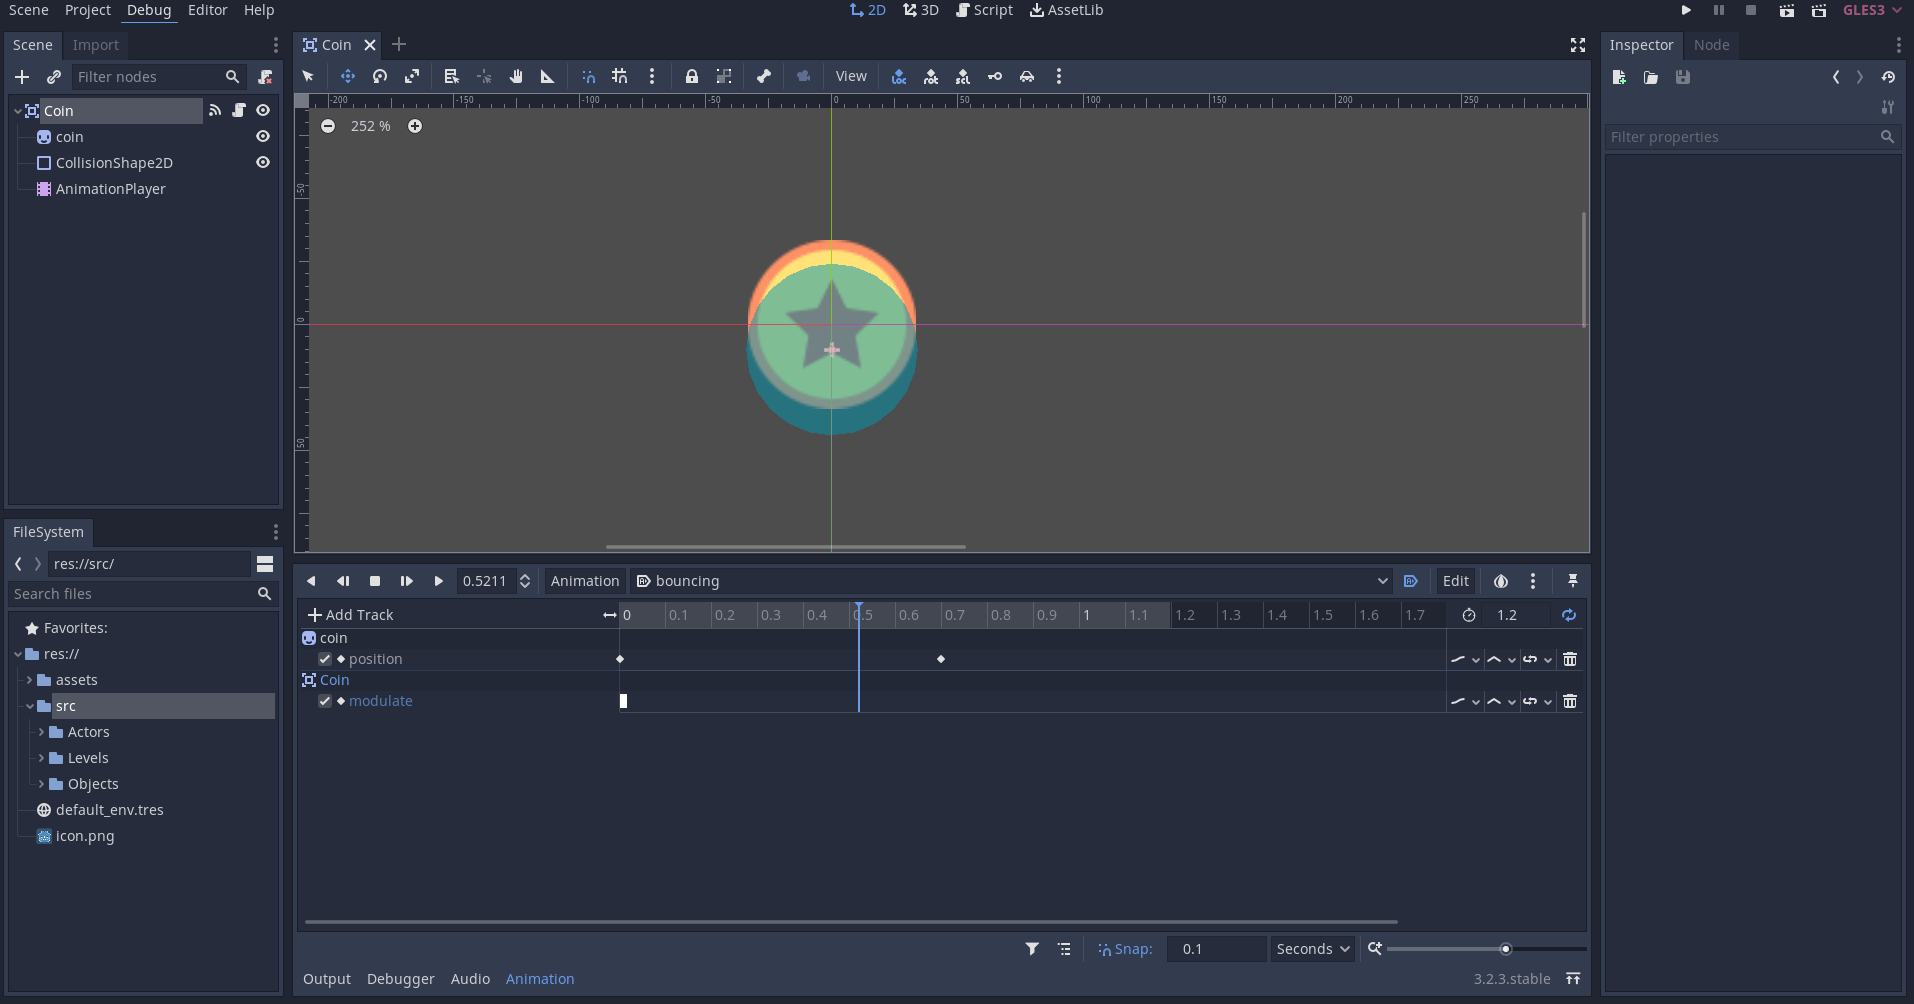 Scene Project Debug Editor Help
2D 3D Script AssetLib
GLES3
Scene Import
Filter nodes
Coin
coin
CollisionShape2D
AnimationPlayer
FileSystem
res://src/
Search files
Favorites:
res://
assets
src
Actors
Levels
Objects
default_env.tres
icon.png
Coin
View
-200 -150 -100 -50 0 50 100 150 200 250
-50
0
50
252 %
0.5211 Animation bouncing Edit
Add Track 0 0.1 0.2 0.3 0.4 0.5 0.6 0.7 0.8 0.9 1 1.1 1.2 1.3 1.4 1.5 1.6 1.7 1.2
coin
position
Coin
modulate
Snap: 0.1 Seconds
Output Debugger Audio Animation 3.2.3.stable
Inspector Node
Filter properties